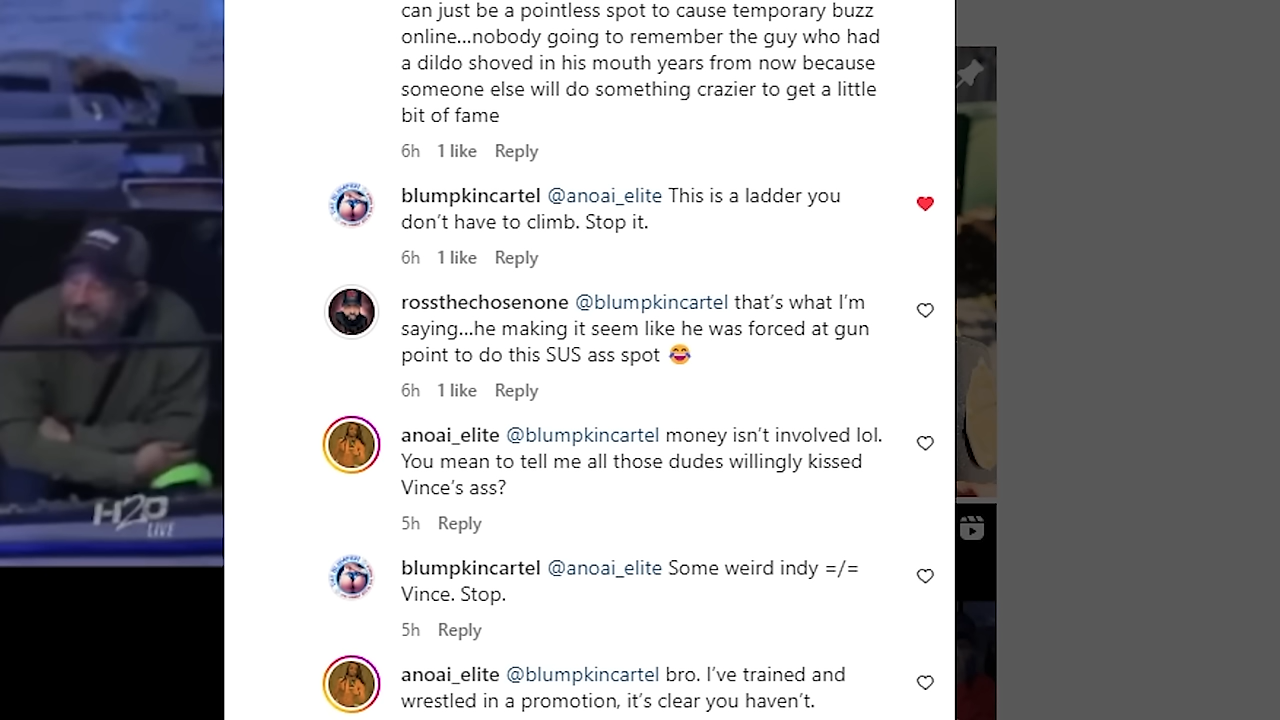 can just be a pointless spot to cause temporary buzz
online...nobody going to remember the guy who had
a dildo shoved in his mouth years from now because
someone else will do something crazier to get a little
bit of fame
6h 1 like Reply
blumpkincartel @anoai_elite This is a ladder you
don't have to climb. Stop it.
6h 1 like Reply
rossthechosenone @blumpkincartel that's what I'm
saying...he making it seem like he was forced at gun
point to do this SUS ass spot 😂
6h 1 like Reply
anoai_elite @blumpkincartel money isn't involved lol.
You mean to tell me all those dudes willingly kissed
Vince's ass?
5h Reply
blumpkincartel @anoai_elite Some weird indy =/=
Vince. Stop.
5h Reply
anoai_elite @blumpkincartel bro. I've trained and
wrestled in a promotion, it's clear you haven't.
H2O
LIVE